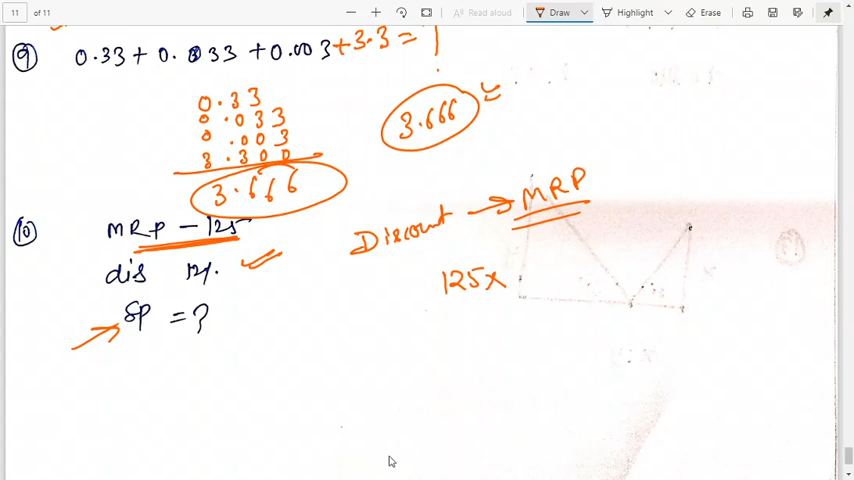 11 of 11 Read aloud Draw Highlight Erase
9 0.33 + 0.033 + 0.003 + 3.3 = ?
0.33
0.033
0.003
3.300
3.666
3.666
10 MRP - 125
dis 12%.
SP = ?
Discount → MRP
125x